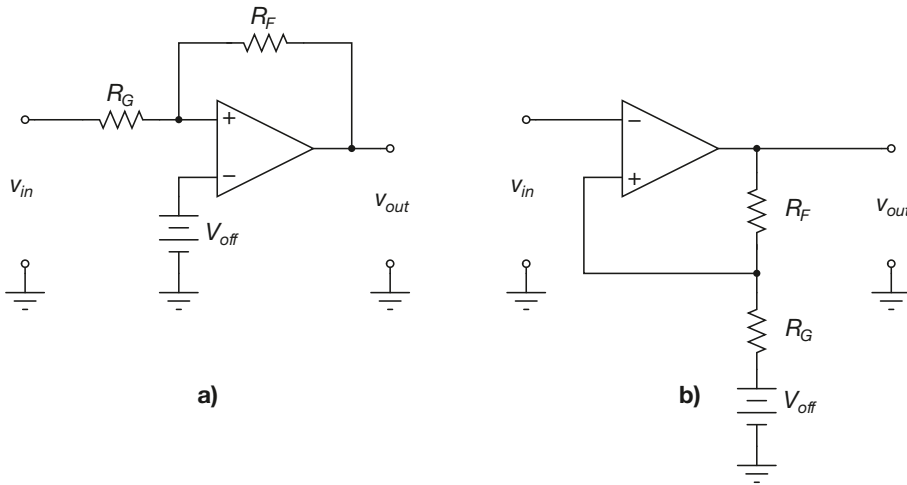 R_F
R_G
+
−
v_in
v_out
V_off
a)
−
+
v_in
v_out
R_F
R_G
V_off
b)